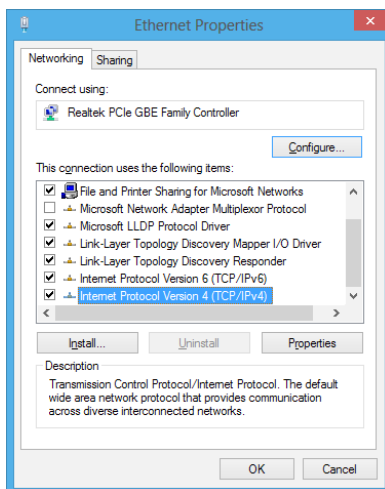 Ethernet Properties
Networking
Sharing
Connect using:
Realtek PCIe GBE Family Controller
Configure...
This connection uses the following items:
File and Printer Sharing for Microsoft Networks
Microsoft Network Adapter Multiplexor Protocol
Microsoft LLDP Protocol Driver
Link-Layer Topology Discovery Mapper I/O Driver
Link-Layer Topology Discovery Responder
Internet Protocol Version 6 (TCP/IPv6)
Internet Protocol Version 4 (TCP/IPv4)
Install...
Uninstall
Properties
Description
Transmission Control Protocol/Internet Protocol. The default
wide area network protocol that provides communication
across diverse interconnected networks.
OK
Cancel